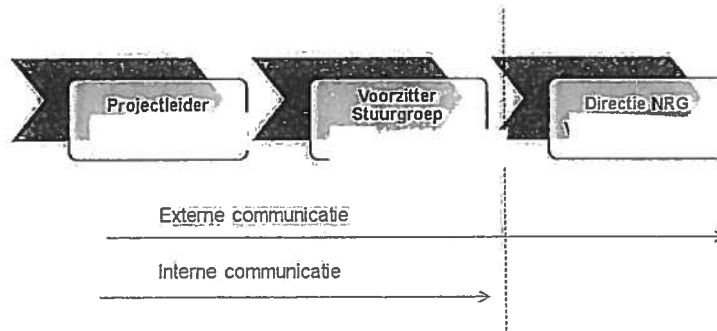 Projectleider
Voorzitter
Stuurgroep
Directie NRG
Externe communicatie
Interne communicatie